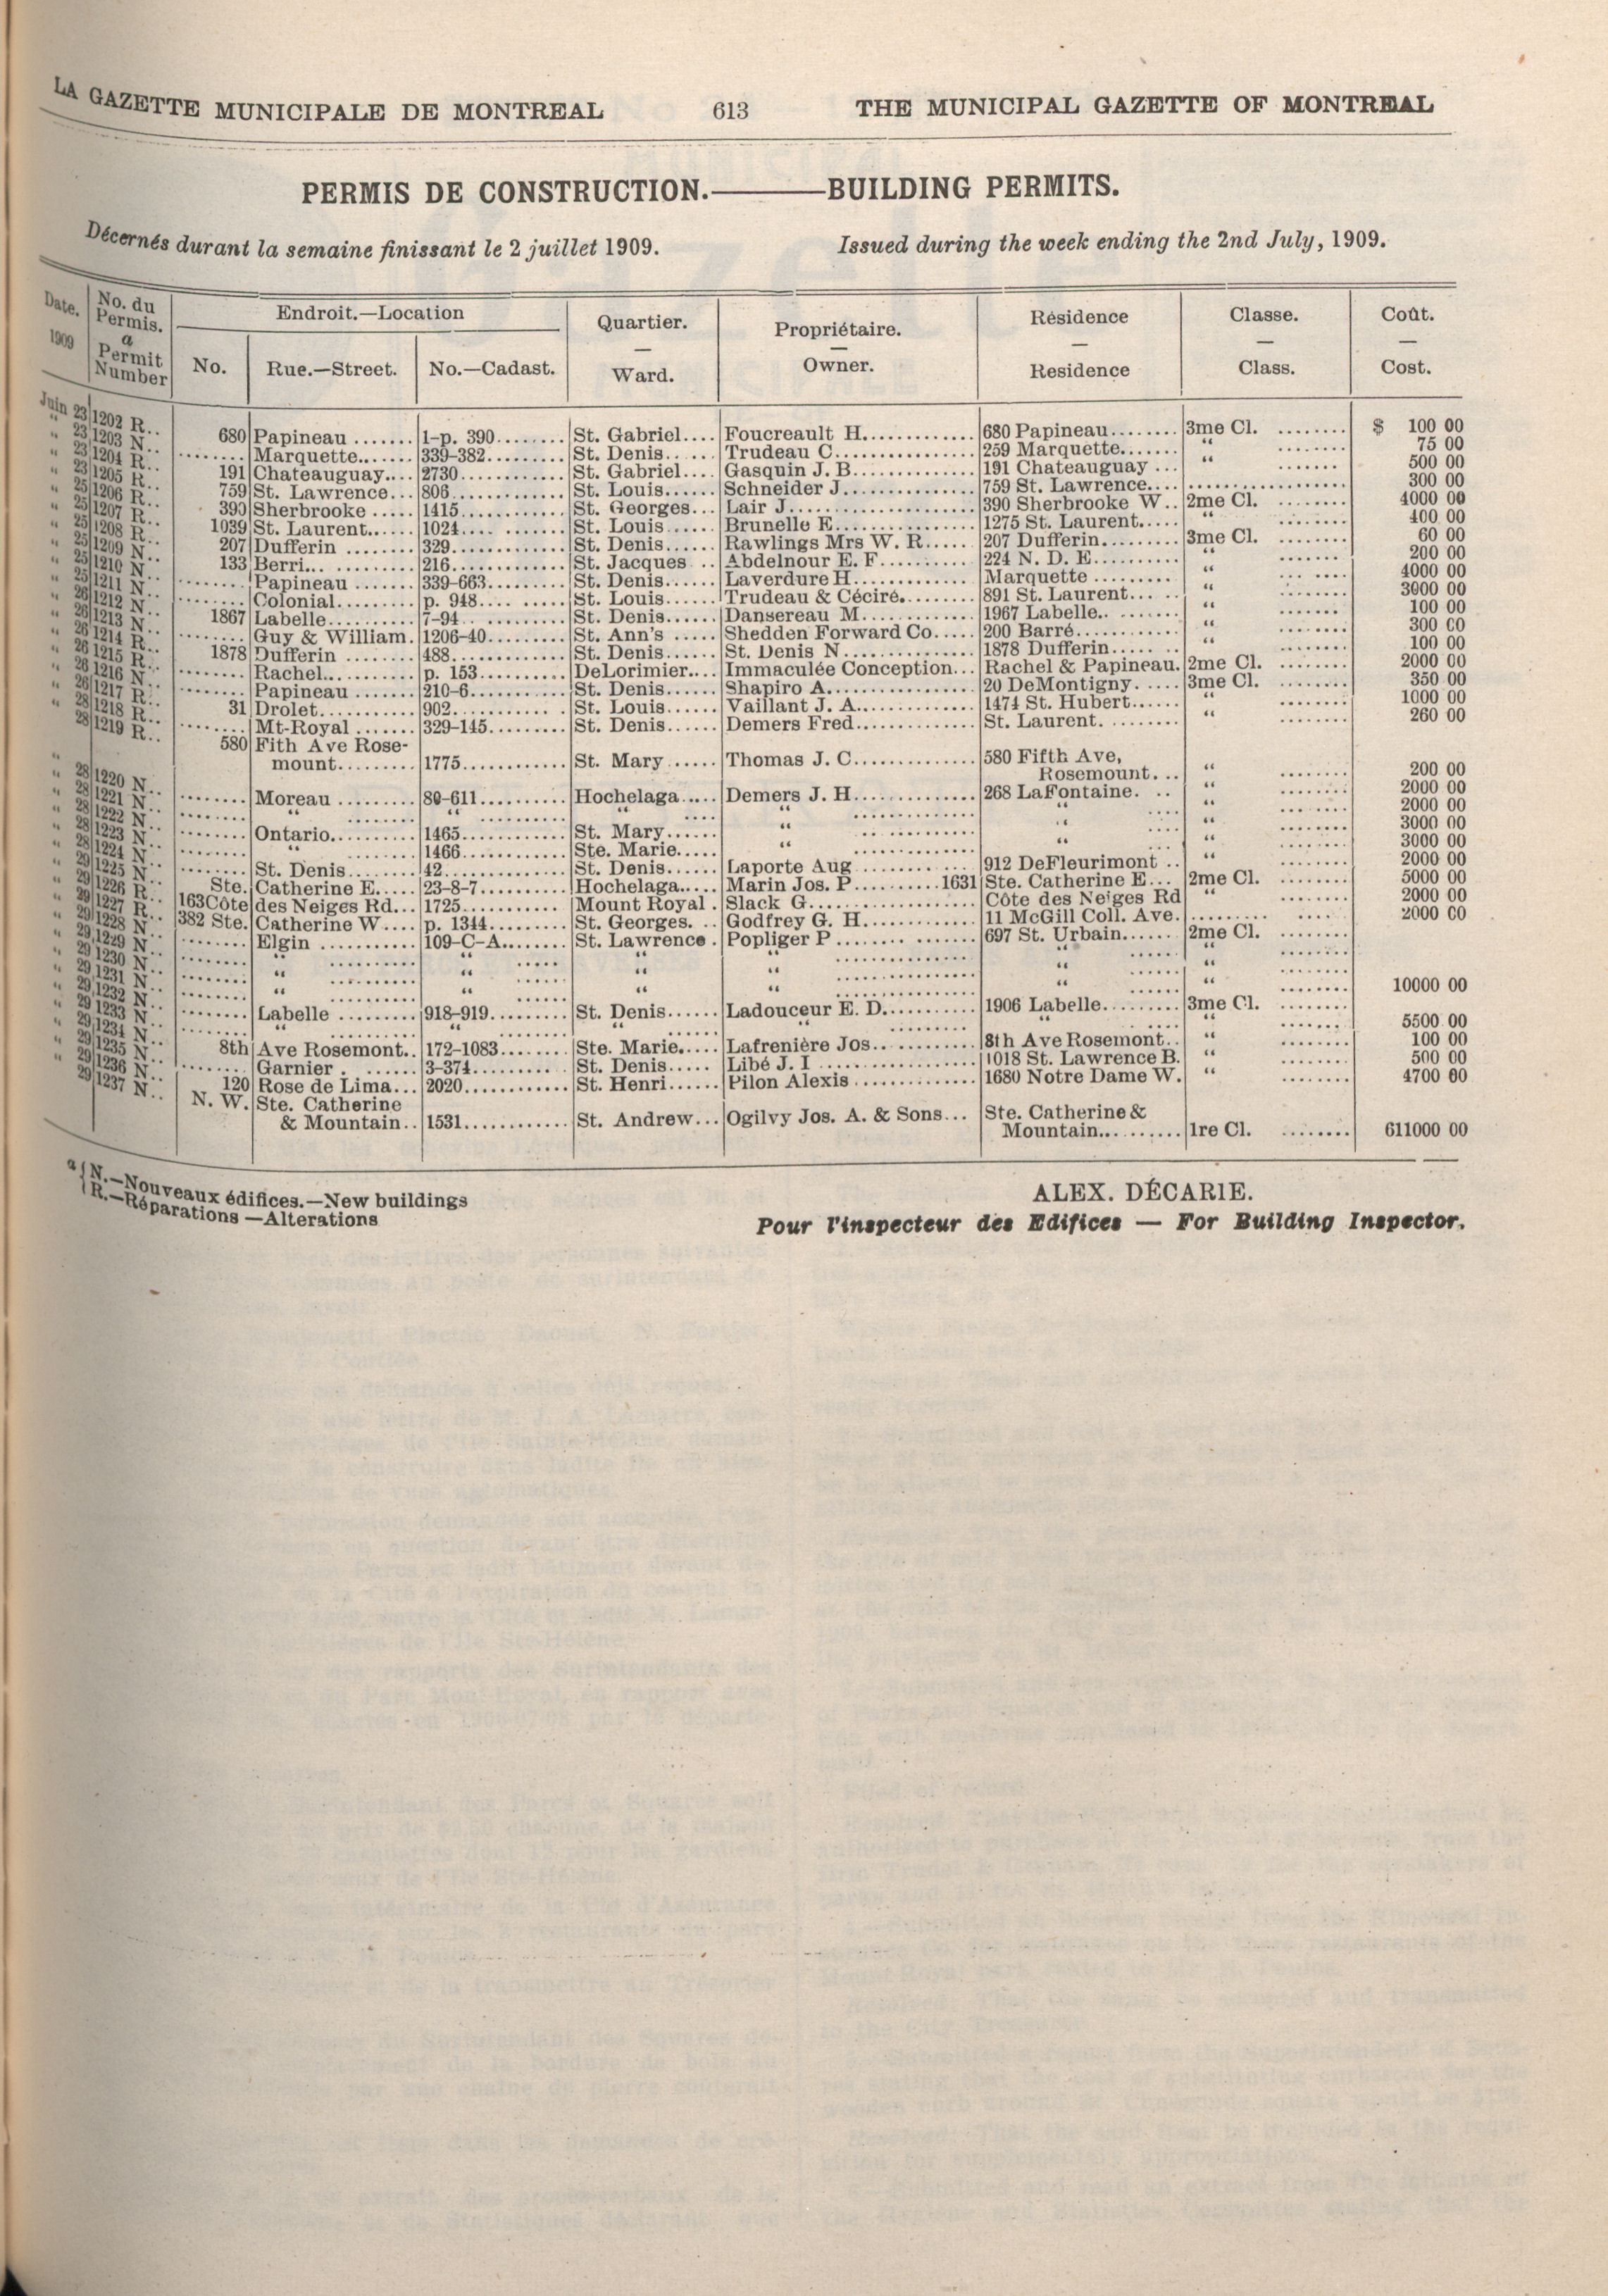 LA GAZETTE MUNICIPALE DE MONTREAL 613 THE MUNICIPAL GAZETTE OF MONTREAL
PERMIS DE CONSTRUCTION.———BUILDING PERMITS.
Décernés durant la semaine finissant le 2 juillet 1909. Issued during the week ending the 2nd July, 1909.
Date. 1909 No. du Permis. a Permit Number Endroit.—Location Quartier. — Ward. Propriétaire. — Owner. Résidence — Residence Classe. — Class. Coût. — Cost.
No. Rue.—Street. No.—Cadast.
Juin 23 1202 R.. 680 Papineau ....... 1-p. 390........ St. Gabriel.... Foucreault H............. 680 Papineau........ 3me Cl. ........ $ 100 00
" 23 1203 N.. ........ Marquette....... 339-382......... St. Denis...... Trudeau C............... 259 Marquette....... " ........ 75 00
" 23 1204 R.. 191 Chateauguay.... 2730............ St. Gabriel.... Gasquin J. B............. 191 Chateauguay ... " ....... 500 00
" 23 1205 R.. 759 St. Lawrence... 806............. St. Louis...... Schneider J.............. 759 St. Lawrence.... .................. 300 00
" 25 1206 R.. 390 Sherbrooke ..... 1415............ St. Georges... Lair J.................... 390 Sherbrooke W.. 2me Cl. ........ 4000 00
" 25 1207 R.. 1039 St. Laurent...... 1024.... ....... St. Louis...... Brunelle E............... 1275 St. Laurent..... " ........ 400 00
" 25 1208 R.. 207 Dufferin ........ 329............. St. Denis...... Rawlings Mrs W. R...... 207 Dufferin......... 3me Cl. ........ 60 00
" 25 1209 N.. 133 Berri... ......... 216............. St. Jacques .. Abdelnour E. F.......... 224 N. D. E.......... " ....... 200 00
" 25 1210 N.. ........ Papineau ....... 339-663......... St. Denis...... Laverdure H............. Marquette ......... " ... .... 4000 00
" 25 1211 N.. ........ Colonial......... p. 948.... ..... St. Louis...... Trudeau & Céciré........ 891 St. Laurent... .. " ........ 3000 00
" 26 1212 N.. 1867 Labelle.......... 7-94.. ......... St. Denis...... Dansereau M............. 1967 Labelle.. ....... " ....... 100 00
" 26 1213 N.. ........ Guy & William. 1206-40......... St. Ann's ..... Shedden Forward Co..... 200 Barré............ " ........ 300 00
" 26 1214 R.. 1878 Dufferin ........ 488............. St. Denis...... St. Denis N.............. 1878 Dufferin..... .. " ....... 100 00
" 26 1215 R.. ........ Rachel........... p. 153.......... DeLorimier.... Immaculée Conception... Rachel & Papineau. 2me Cl. ........ 2000 00
" 26 1216 N.. ........ Papineau ....... 210-6........... St. Denis...... Shapiro A................ 20 DeMontigny. .... 3me Cl. ........ 350 00
" 26 1217 R.. 31 Drolet........... 902.......... . St. Louis...... Vaillant J. A............. 1474 St. Hubert...... " ........ 1000 00
" 28 1218 R.. ........ Mt-Royal ....... 329-145......... St. Denis...... Demers Fred............. St. Laurent. ........ " ........ 260 00
" 28 1219 R.. 580 Fith Ave Rose-
mount......... 1775............ St. Mary ...... Thomas J. C............. 580 Fifth Ave,
Rosemount. .. " ........ 200 00
" 28 1220 N.. ........ Moreau ......... 80-611.......... Hochelaga..... Demers J. H............. 268 LaFontaine. .. " ........ 2000 00
" 28 1221 N.. ........ " ........ " .......... " ...... " ............ " .... " ........ 2000 00
" 28 1222 N.. ........ Ontario.......... 1465............ St. Mary...... " ............ " .... " ........ 3000 00
" 28 1223 N.. ........ " ........ 1466............ Ste. Marie..... " ............ " .... " ........ 3000 00
" 28 1224 N.. ........ St. Denis......... 42.............. St. Denis...... Laporte Aug ............ 912 DeFleurimont .. " ........ 2000 00
" 29 1225 N.. Ste. Catherine E..... 23-8-7.......... Hochelaga..... Marin Jos. P.......... 1631 Ste. Catherine E... 2me Cl. ........ 5000 00
" 29 1226 R.. 163 Côte des Neiges Rd... 1725........... Mount Royal . Slack G................... Côte des Neiges Rd " ........ 2000 00
" 29 1227 R.. 382 Ste. Catherine W.... p. 1344......... St. Georges. .. Godfrey G. H............ 11 McGill Coll. Ave. ......... .... 2000 00
" 29 1228 N.. ........ Elgin ........... 109-C-A........ St. Lawrence . Popliger P ........ ....... 697 St. Urbain...... 2me Cl. ........
" 29 1229 N.. ........ " .......... " ..... " " .............. " ...... " ........
" 29 1230 N.. ........ " .......... " ...... " " .............. " ...... " ........
" 29 1231 N.. ........ " .......... " ...... " " .............. " ...... " ........ 10000 00
" 29 1232 N.. ........ Labelle ......... 918-919......... St. Denis...... Ladouceur E. D.......... 1906 Labelle......... 3me Cl. ........
" 29 1233 N.. ........ " .......... " ........ " ...... " .......... " .... " ....... 5500 00
" 29 1234 N.. 8th Ave Rosemont.. 172-1083........ Ste. Marie..... Lafrenière Jos............ 8th Ave Rosemont.. " ........ 100 00
" 29 1235 N.. ........ Garnier . ...... 3-374......... . St. Denis..... Libé J. I ................ 1018 St. Lawrence B. " ........ 500 00
" 29 1236 N.. 120 Rose de Lima... 2020............ St. Henri...... Pilon Alexis ............. 1680 Notre Dame W. " ........ 4700 00
" 29 1237 N.. N. W. Ste. Catherine
& Mountain.. 1531............ St. Andrew... Ogilvy Jos. A. & Sons... Ste. Catherine &
Mountain.......... 1re Cl. ........ 611000 00
a { N.—Nouveaux édifices.—New buildings
R.—Réparations —Alterations
ALEX. DÉCARIE.
Pour l'inspecteur des Edifices — For Building Inspector.